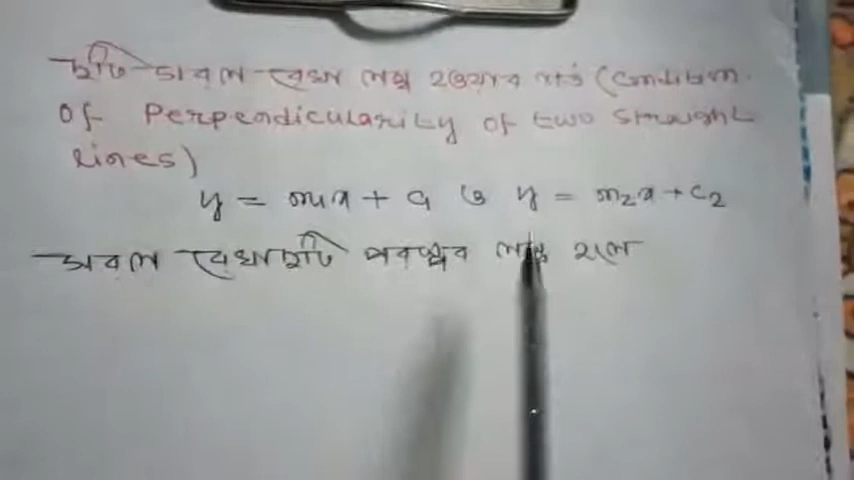 দুটি সরল রেখা লম্ব হওয়ার শর্ত (Condition
Of Perpendicularity of two straight
lines)
y = m₁x + c₁ ও y = m₂x + c₂
সরল রেখাদুটি পরস্পর লম্ব হলে